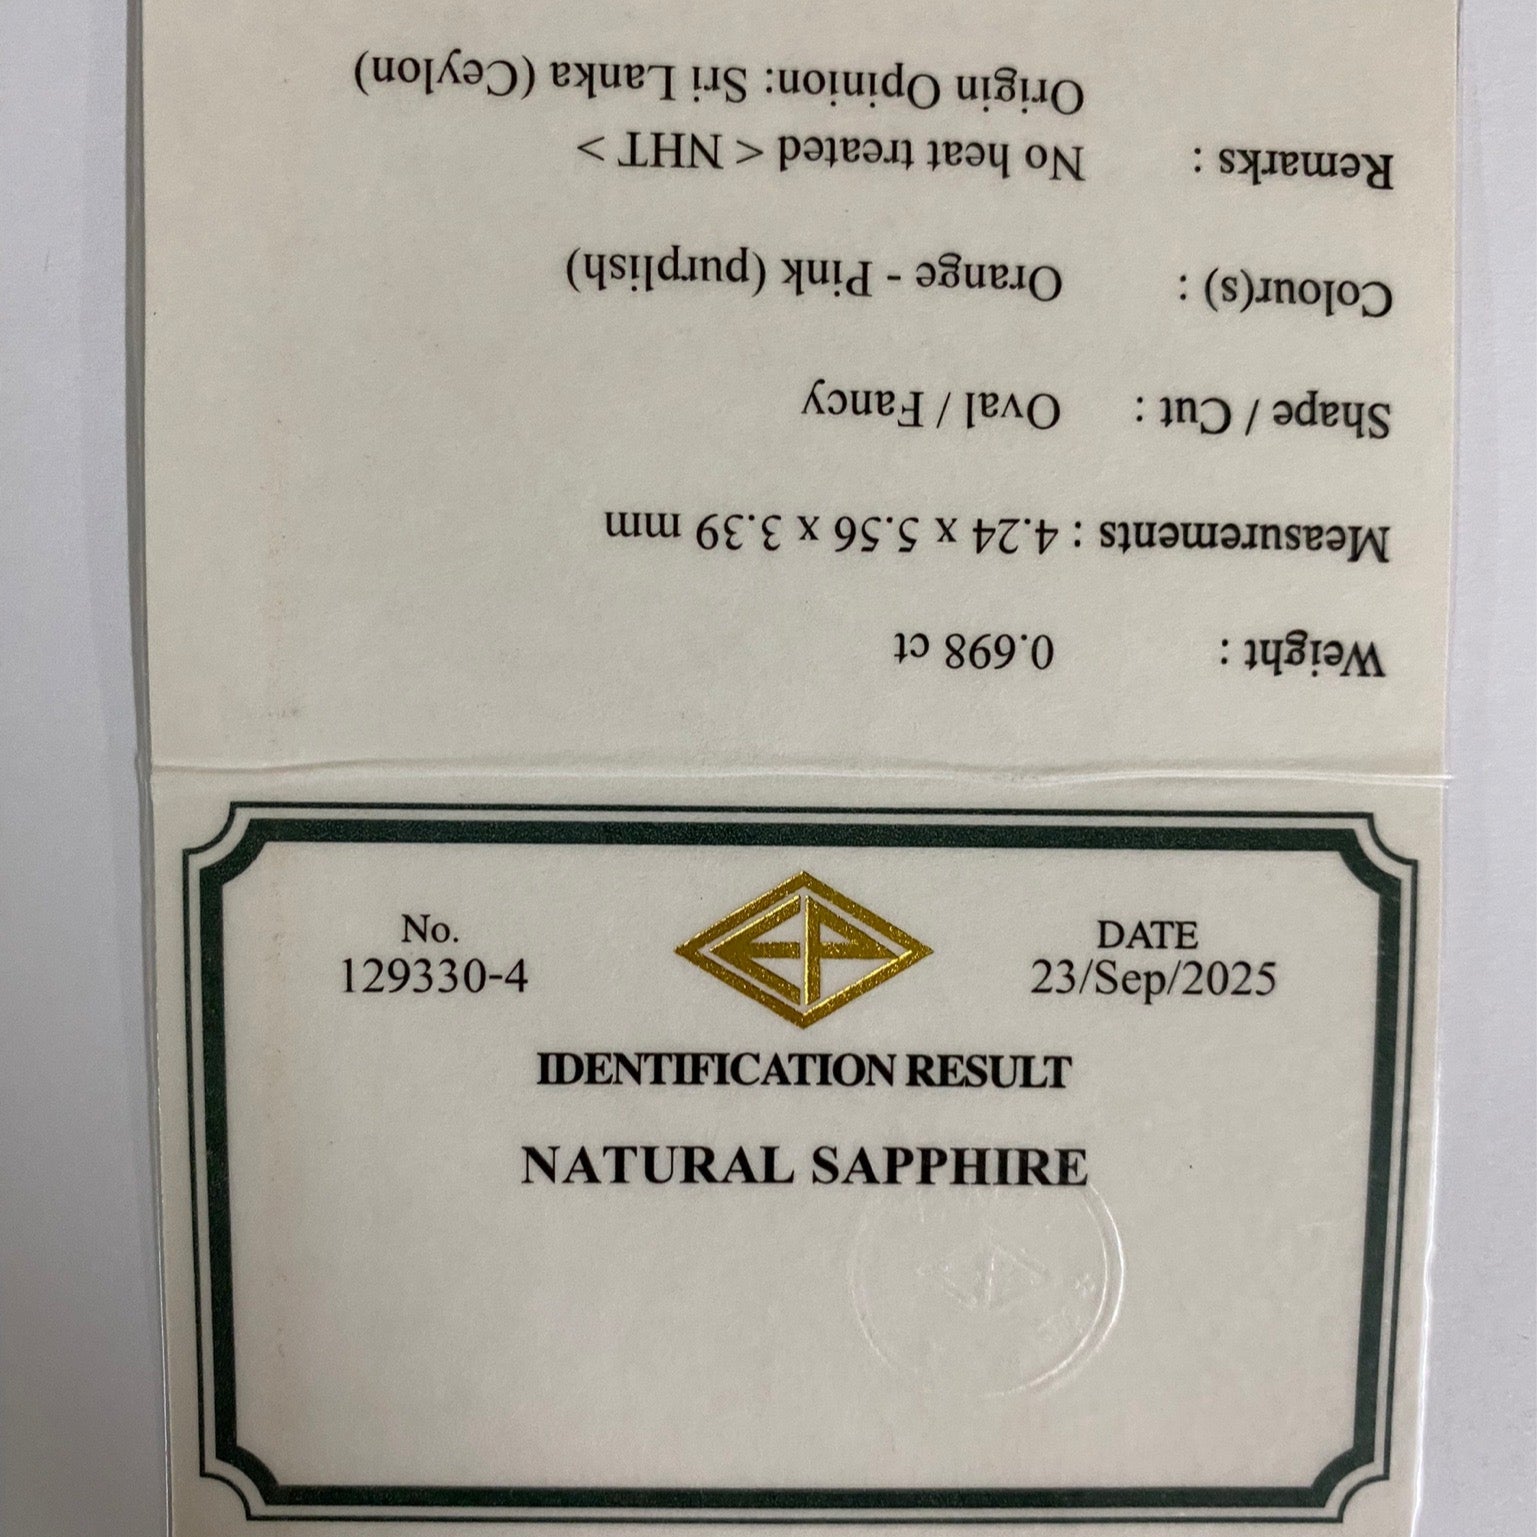 Weight : 0.698 ct
Measurements : 4.24 x 5.56 x 3.39 mm
Shape / Cut : Oval / Fancy
Colour(s) : Orange - Pink (purplish)
Remarks : No heat treated < NHT >
Origin Opinion: Sri Lanka (Ceylon)
No. DATE
129330-4 23/Sep/2025
EP
IDENTIFICATION RESULT
NATURAL SAPPHIRE